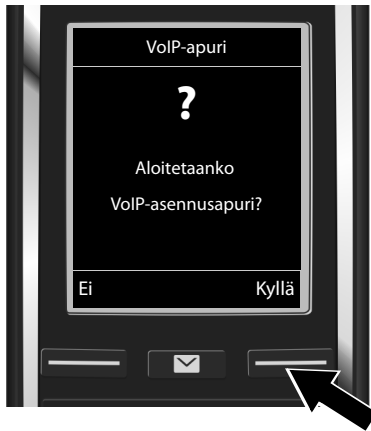 VoIP-apuri
?
Aloitetaanko
VoIP-asennusapuri?
Ei Kyllä